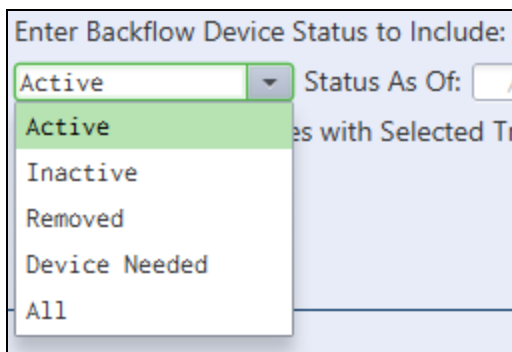 Enter Backflow Device Status to Include:
Active Status As Of:
Active
es with Selected
Inactive
Removed
Device Needed
All